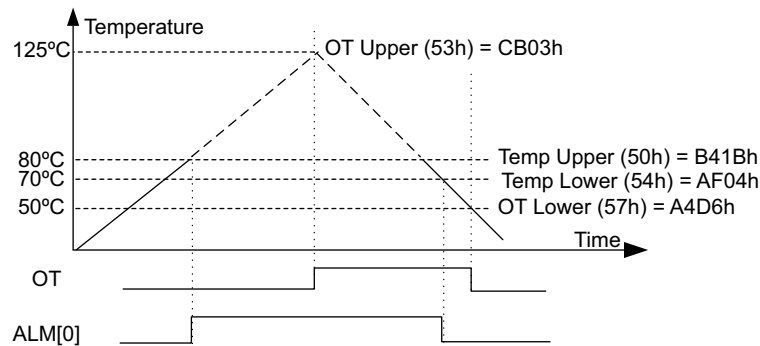 Temperature
125ºC
OT Upper (53h) = CB03h
80ºC
Temp Upper (50h) = B41Bh
70ºC
Temp Lower (54h) = AF04h
50ºC
OT Lower (57h) = A4D6h
Time
OT
ALM[0]